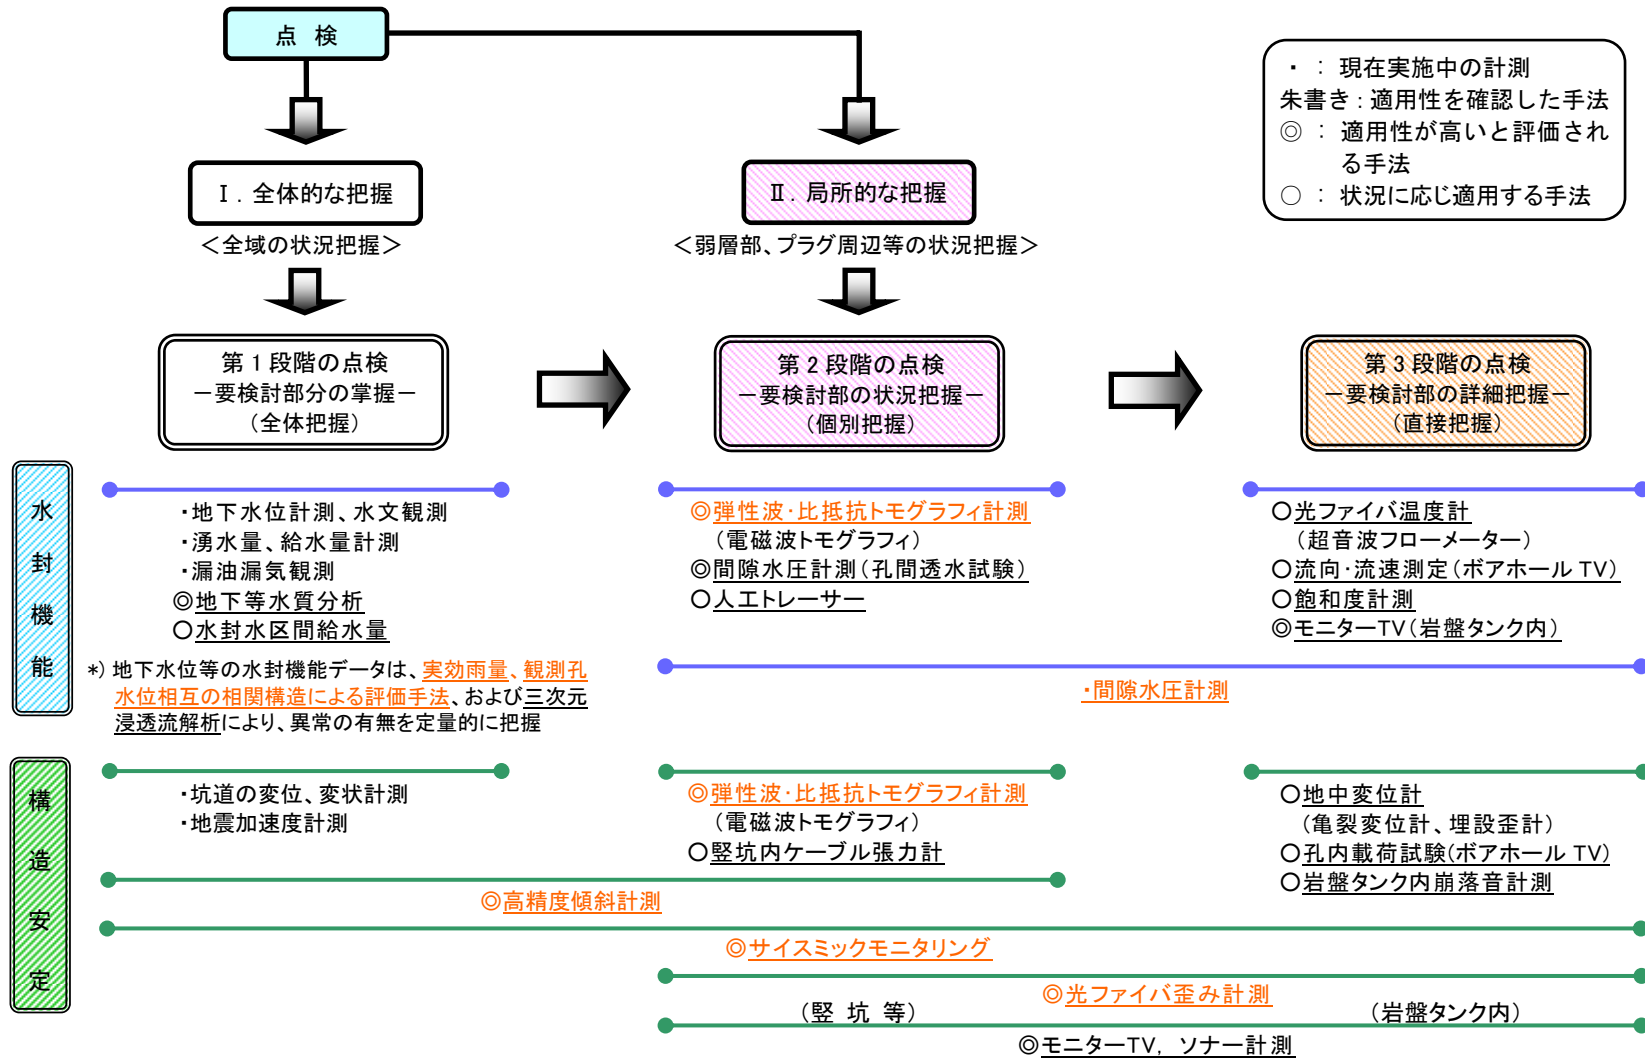 点 検
・ : 現在実施中の計測
朱書き : 適用性を確認した手法
◎ : 適用性が高いと評価され
る手法
○ : 状況に応じ適用する手法
Ⅰ. 全体的な把握
Ⅱ. 局所的な把握
＜全域の状況把握＞
＜弱層部、プラグ周辺等の状況把握＞
第1段階の点検
－要検討部分の掌握－
(全体把握)
第2段階の点検
－要検討部の状況把握－
(個別把握)
第3段階の点検
－要検討部の詳細把握－
(直接把握)
水封機能
・地下水位計測、水文観測
・湧水量、給水量計測
・漏油漏気観測
◎地下等水質分析
○水封水区間給水量
*) 地下水位等の水封機能データは、実効雨量、観測孔
水位相互の相関構造による評価手法、および三次元
浸透流解析により、異常の有無を定量的に把握
◎弾性波・比抵抗トモグラフィ計測
(電磁波トモグラフィ)
◎間隙水圧計測(孔間透水試験)
○人工トレーサー
○光ファイバ温度計
(超音波フローメーター)
○流向・流速測定(ボアホールTV)
○飽和度計測
◎モニターTV(岩盤タンク内)
・間隙水圧計測
構造安定
・坑道の変位、変状計測
・地震加速度計測
◎弾性波・比抵抗トモグラフィ計測
(電磁波トモグラフィ)
○竪坑内ケーブル張力計
○地中変位計
(亀裂変位計、埋設歪計)
○孔内載荷試験(ボアホールTV)
○岩盤タンク内崩落音計測
◎高精度傾斜計測
◎サイスミックモニタリング
◎光ファイバ歪み計測
(竪 坑 等)
(岩盤タンク内)
◎モニターTV, ソナー計測